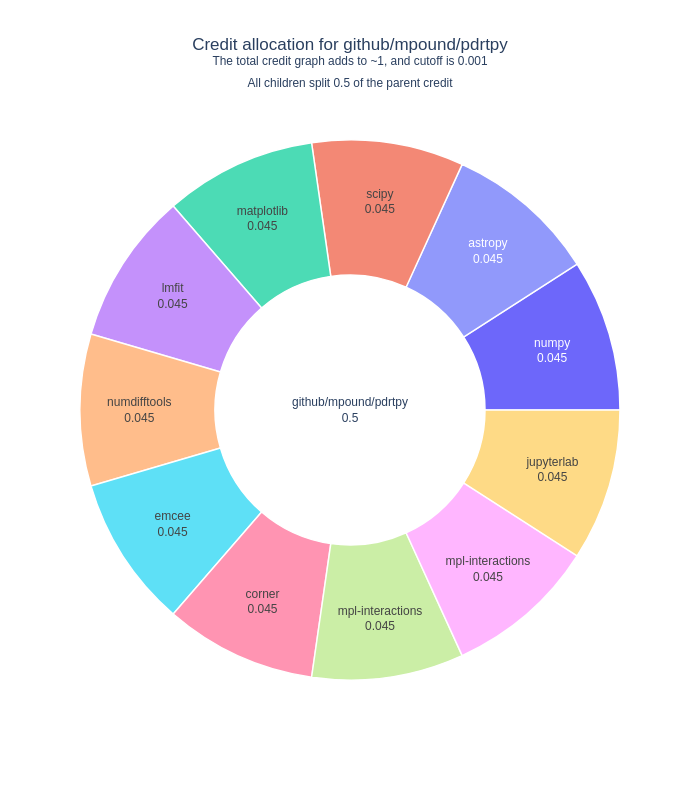 Credit allocation for github/mpound/pdrtpy
The total credit graph adds to ~1, and cutoff is 0.001
All children split 0.5 of the parent credit
scipy
0.045
matplotlib
0.045
astropy
0.045
lmfit
0.045
numpy
0.045
numdifftools
0.045
github/mpound/pdrtpy
0.5
jupyterlab
0.045
emcee
0.045
mpl-interactions
0.045
corner
0.045
mpl-interactions
0.045